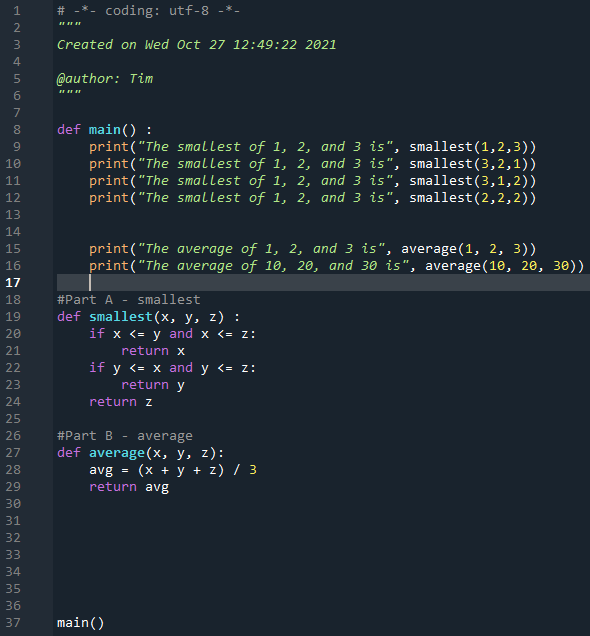 1 # -*- coding: utf-8 -*-
2 """
3 Created on Wed Oct 27 12:49:22 2021
4
5 @author: Tim
6 """
7
8 def main() :
9     print("The smallest of 1, 2, and 3 is", smallest(1,2,3))
10     print("The smallest of 1, 2, and 3 is", smallest(3,2,1))
11     print("The smallest of 1, 2, and 3 is", smallest(3,1,2))
12     print("The smallest of 1, 2, and 3 is", smallest(2,2,2))
13
14
15     print("The average of 1, 2, and 3 is", average(1, 2, 3))
16     print("The average of 10, 20, and 30 is", average(10, 20, 30))
17
18 #Part A - smallest
19 def smallest(x, y, z) :
20     if x <= y and x <= z:
21         return x
22     if y <= x and y <= z:
23         return y
24     return z
25
26 #Part B - average
27 def average(x, y, z):
28     avg = (x + y + z) / 3
29     return avg
30
31
32
33
34
35
36
37 main()